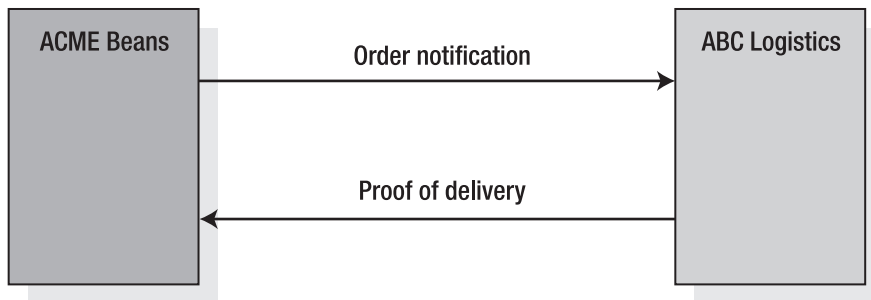 ACME Beans
Order notification
ABC Logistics
Proof of delivery